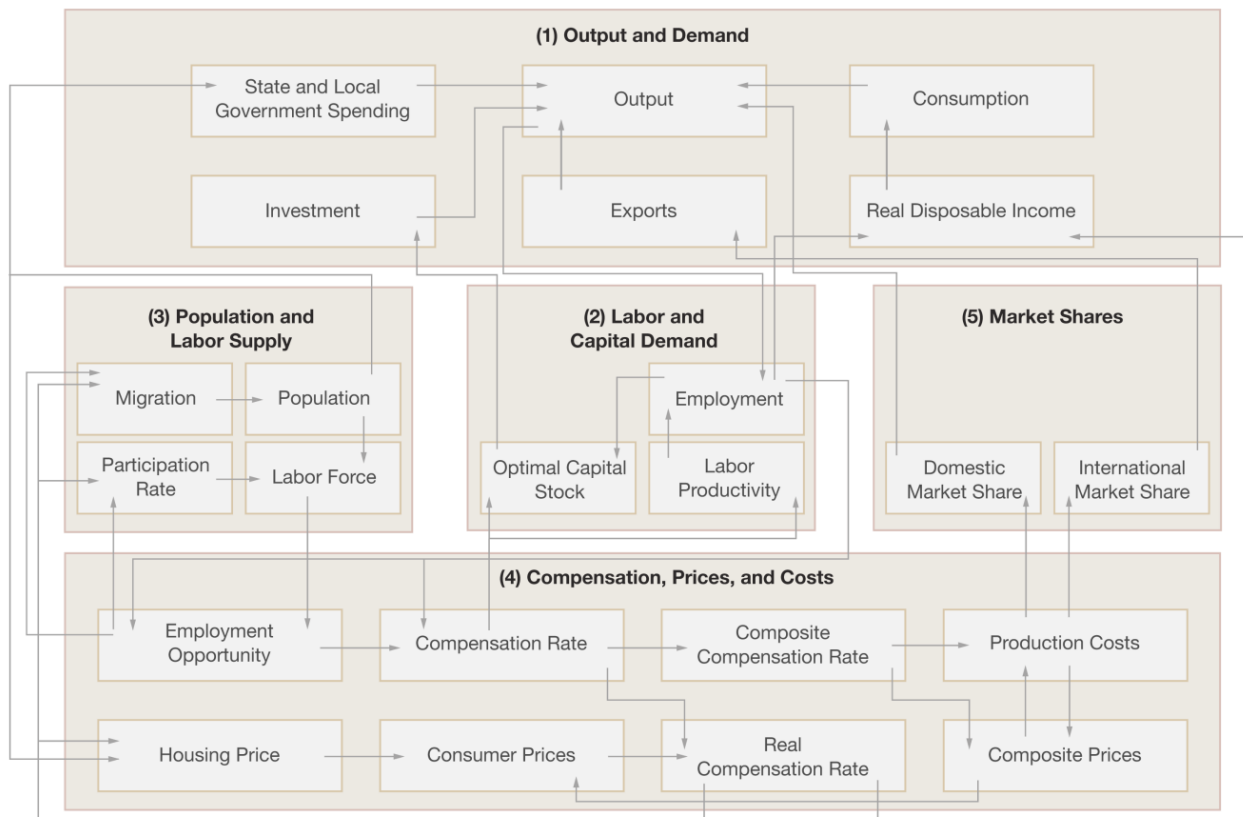 (1) Output and Demand
State and Local
Government Spending
Output
Consumption
Investment
Exports
Real Disposable Income
(3) Population and
Labor Supply
Migration
Population
Participation
Rate
Labor Force
(2) Labor and
Capital Demand
Employment
Optimal Capital
Stock
Labor
Productivity
(5) Market Shares
Domestic
Market Share
International
Market Share
(4) Compensation, Prices, and Costs
Employment
Opportunity
Compensation Rate
Composite
Compensation Rate
Production Costs
Housing Price
Consumer Prices
Real
Compensation Rate
Composite Prices